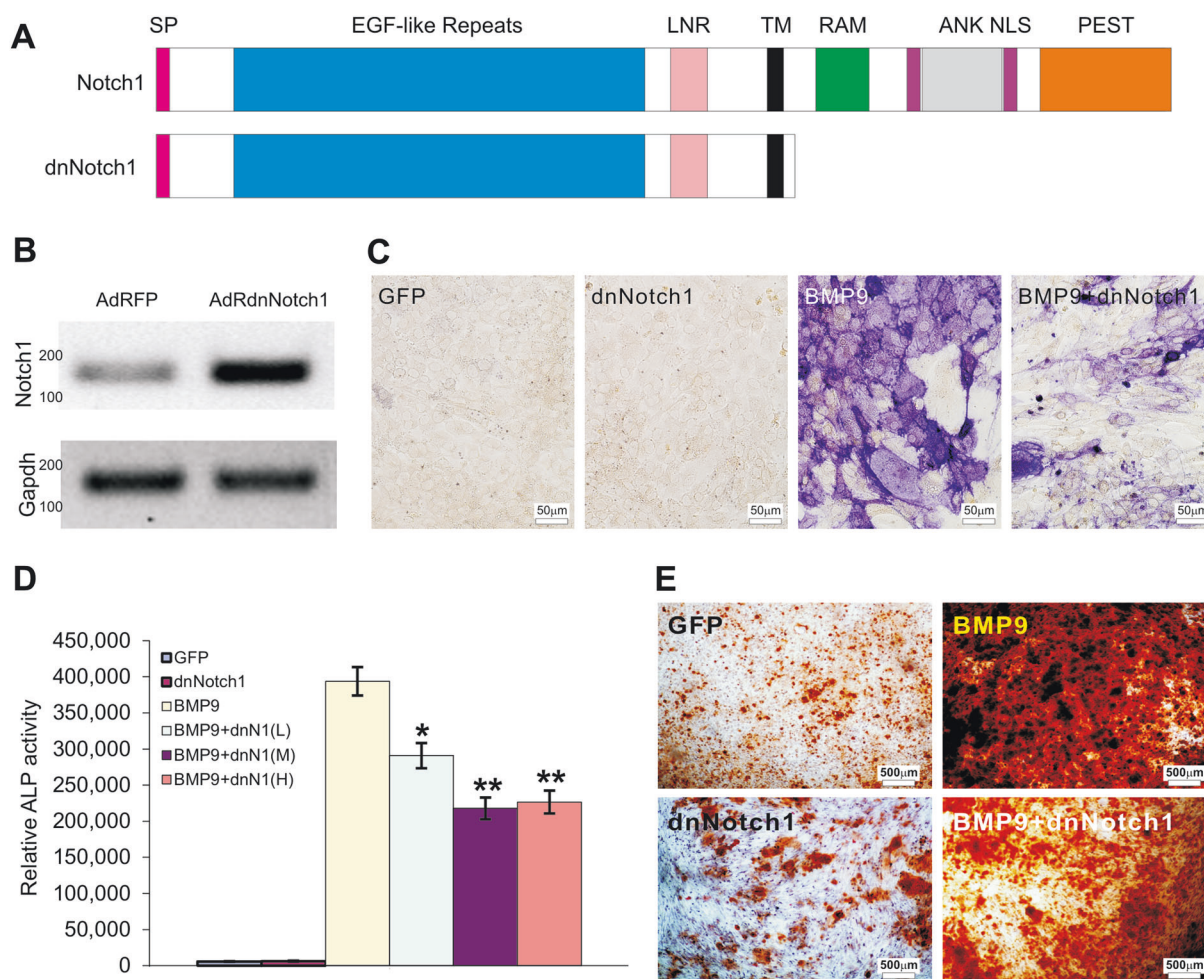 A
SP EGF-like Repeats LNR TM RAM ANK NLS PEST
Notch1
dnNotch1
B
AdRFP AdRdnNotch1
Notch1
200
100
Gapdh
200
100
C
GFP
50μm
dnNotch1
50μm
BMP9
50μm
BMP9+dnNotch1
50μm
D
Relative ALP activity
450,000
400,000
350,000
300,000
250,000
200,000
150,000
100,000
50,000
0
GFP
dnNotch1
BMP9
BMP9+dnN1(L)
BMP9+dnN1(M)
BMP9+dnN1(H)
*
**
**
E
GFP
500μm
BMP9
500μm
dnNotch1
500μm
BMP9+dnNotch1
500μm